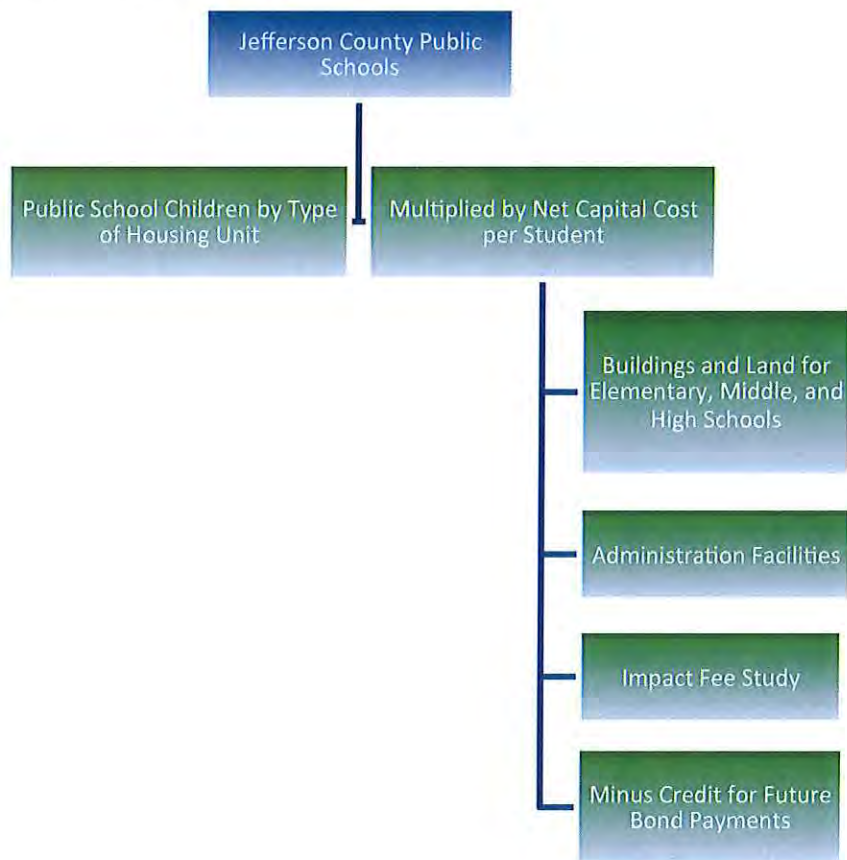 Jefferson County Public
Schools
Public School Children by Type
of Housing Unit
Multiplied by Net Capital Cost
per Student
Buildings and Land for
Elementary, Middle, and
High Schools
Administration Facilities
Impact Fee Study
Minus Credit for Future
Bond Payments